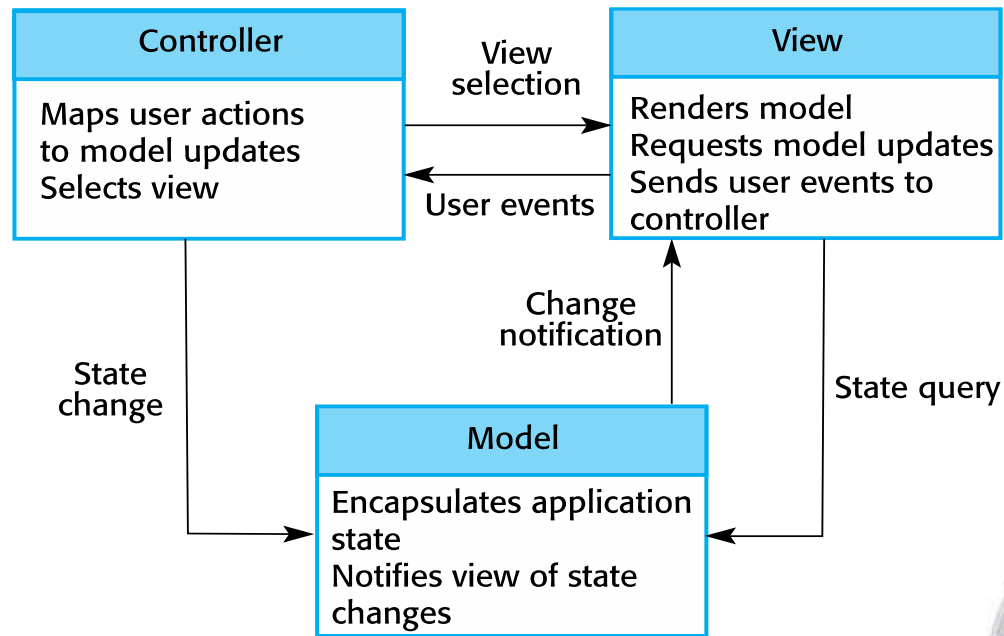 Controller
Maps user actions
to model updates
Selects view
View
selection
User events
View
Renders model
Requests model updates
Sends user events to
controller
State
change
Change
notification
State query
Model
Encapsulates application
state
Notifies view of state
changes